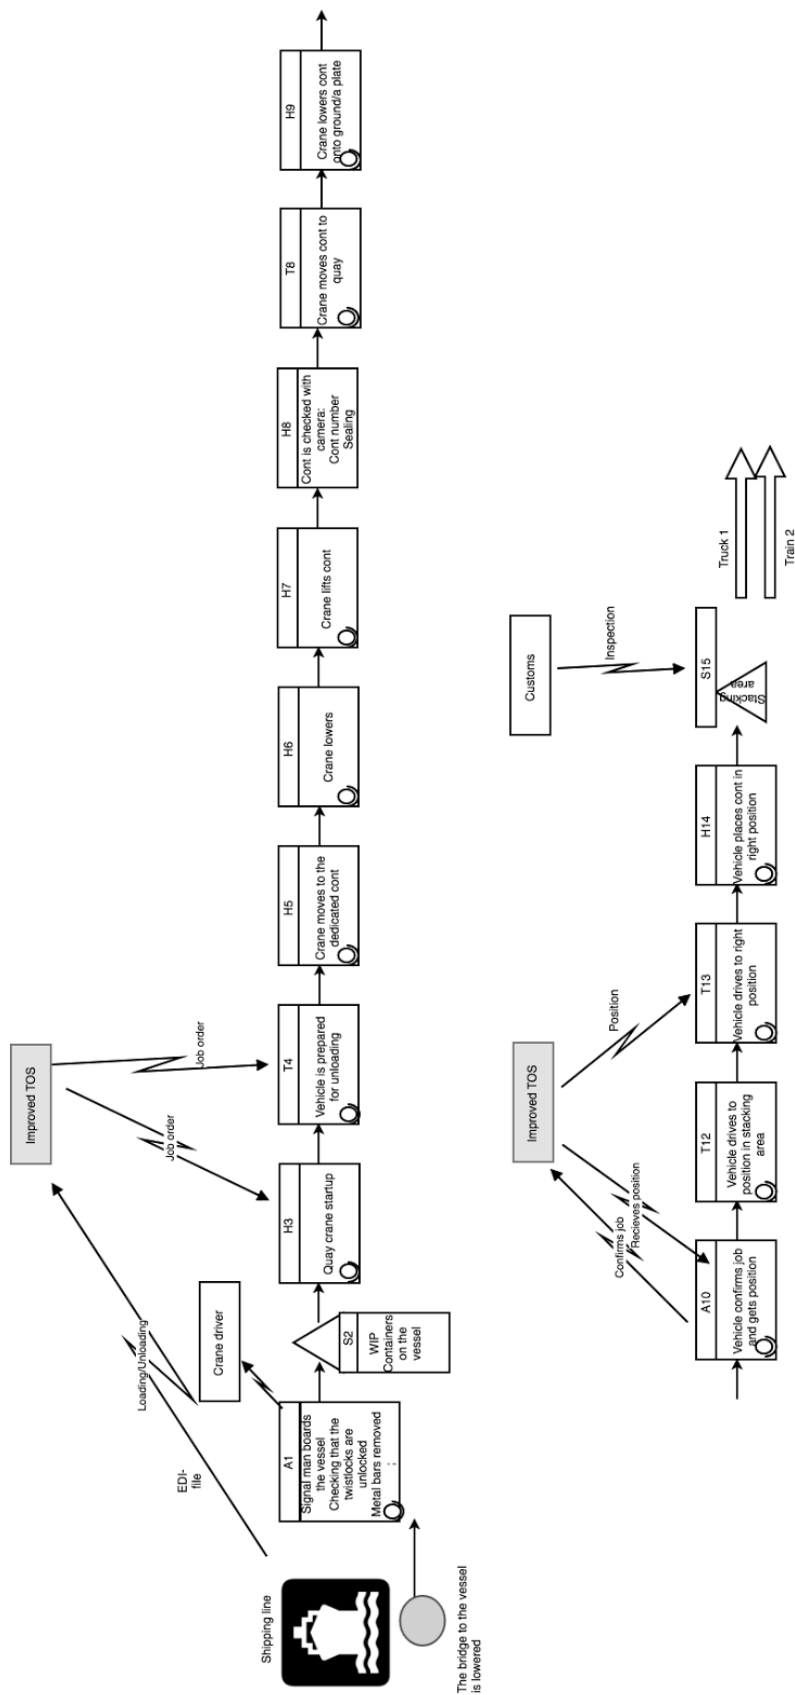 Improved TOS
Job order
Job order
Loading/Unloading
EDI-
file
Crane driver
Shipping line
The bridge to the vessel
is lowered
A1
Signal man boards
the vessel
Checking that the
twistlocks are
unlocked
Metal bars removed
;
S2
WIP
Containers
on the
vessel
H3
Quay crane startup
T4
Vehicle is prepared
for unloading
H5
Crane moves to the
dedicated cont
H6
Crane lowers
H7
Crane lifts cont
H8
Cont is checked with
camera:
Cont number
Sealing
T8
Crane moves cont to
quay
H9
Crane lowers cont
onto ground/a plate
Improved TOS
Confirms job
Recieves position
Position
Customs
Inspection
A10
Vehicle confirms job
and gets position
T12
Vehicle drives to
position in stacking
area
T13
Vehicle drives to right
position
H14
Vehicle places cont in
right position
S15
Stacking
area
Truck 1
Train 2